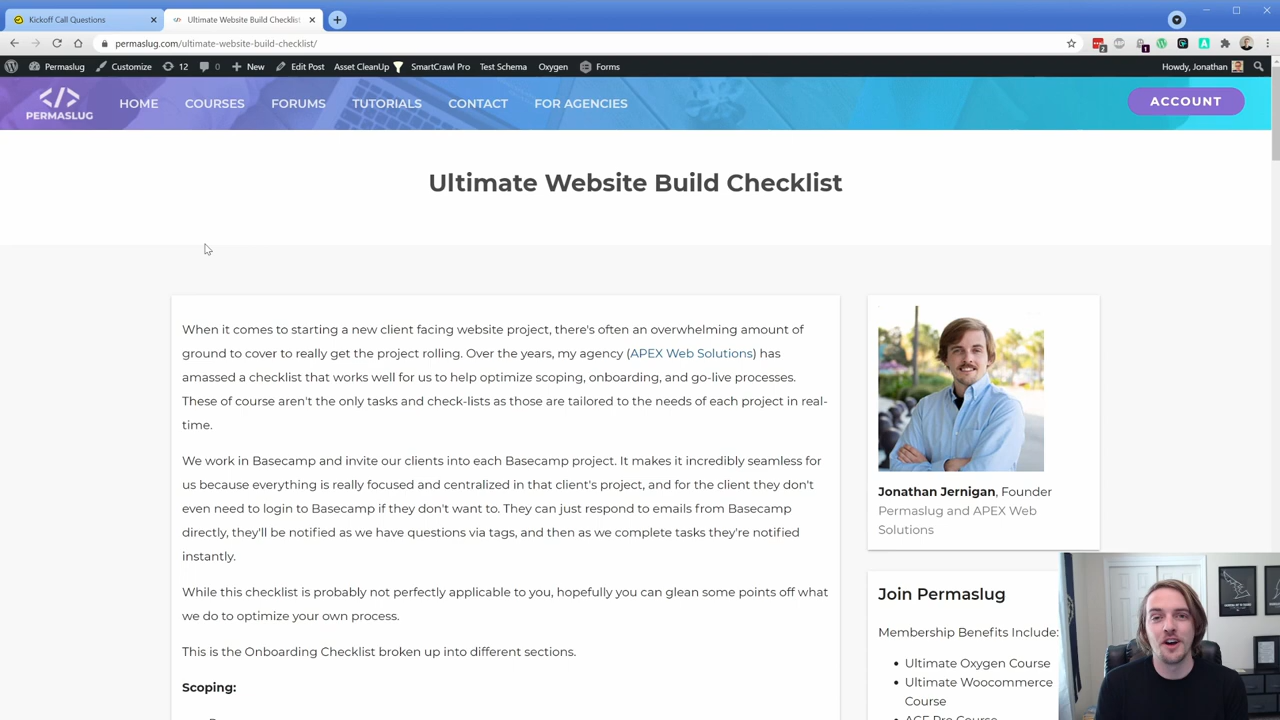 Kickoff Call Questions
Ultimate Website Build Checklist
permaslug.com/ultimate-website-build-checklist/
Permaslug
Customize
12
0
New
Edit Post
Asset CleanUp
SmartCrawl Pro
Test Schema
Oxygen
Forms
Howdy, Jonathan
PERMASLUG
HOME
COURSES
FORUMS
TUTORIALS
CONTACT
FOR AGENCIES
ACCOUNT
Ultimate Website Build Checklist
When it comes to starting a new client facing website project, there's often an overwhelming amount of
ground to cover to really get the project rolling. Over the years, my agency (APEX Web Solutions) has
amassed a checklist that works well for us to help optimize scoping, onboarding, and go-live processes.
These of course aren't the only tasks and check-lists as those are tailored to the needs of each project in real-
time.
We work in Basecamp and invite our clients into each Basecamp project. It makes it incredibly seamless for
us because everything is really focused and centralized in that client's project, and for the client they don't
even need to login to Basecamp if they don't want to. They can just respond to emails from Basecamp
directly, they'll be notified as we have questions via tags, and then as we complete tasks they're notified
instantly.
While this checklist is probably not perfectly applicable to you, hopefully you can glean some points off what
we do to optimize your own process.
This is the Onboarding Checklist broken up into different sections.
Scoping:
Jonathan Jernigan, Founder
Permaslug and APEX Web
Solutions
Join Permaslug
Membership Benefits Include:
Ultimate Oxygen Course
Ultimate Woocommerce
Course
ACF Pro Course